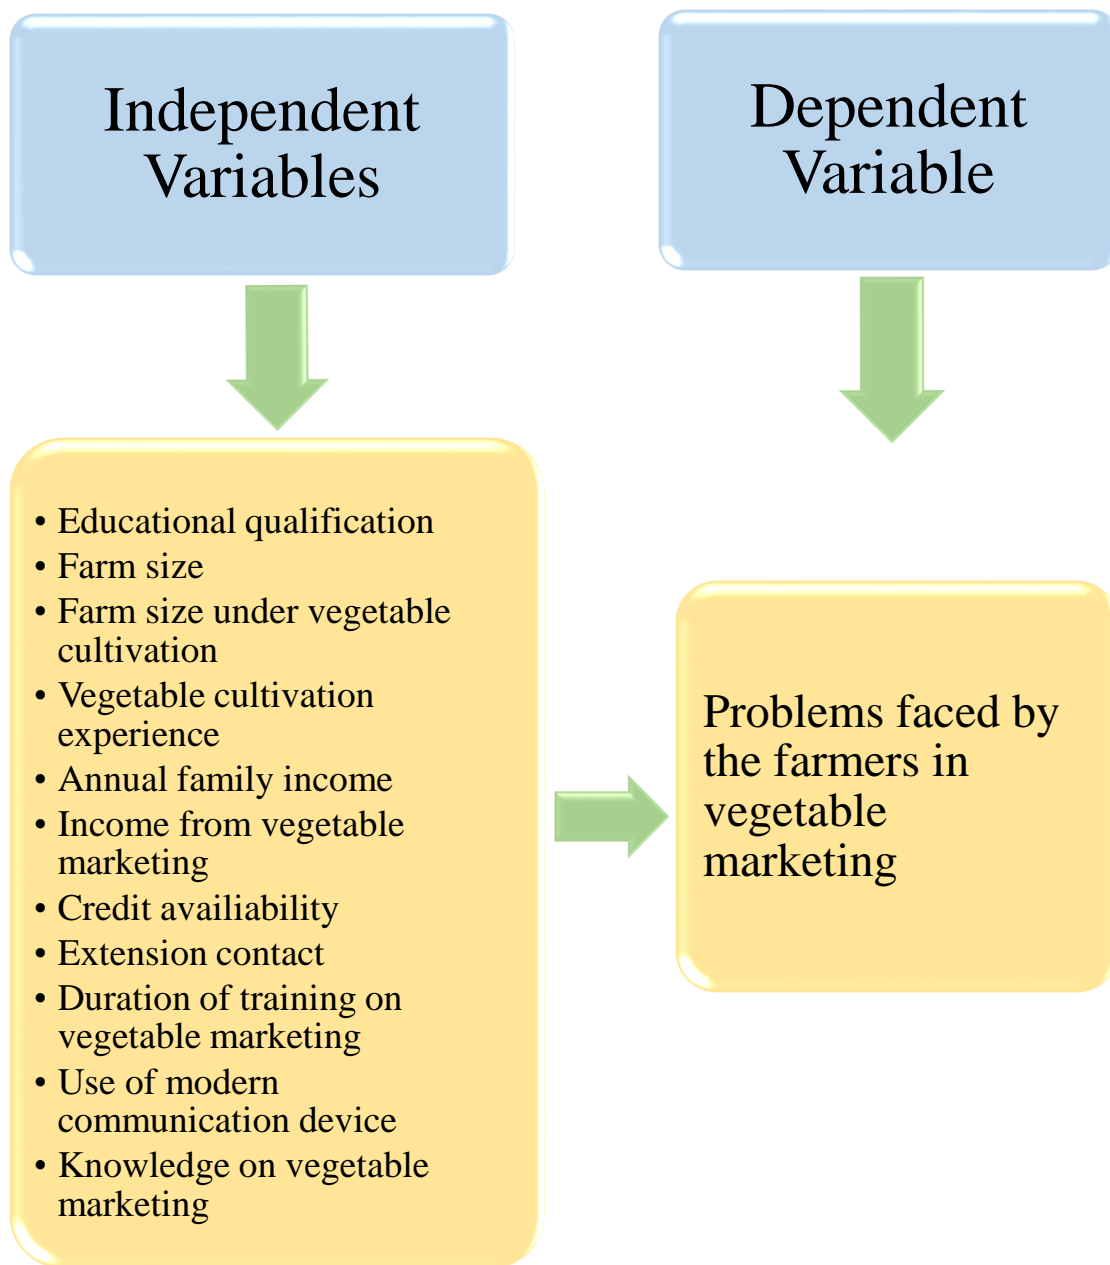 Independent
Variables
Dependent
Variable
• Educational qualification
• Farm size
• Farm size under vegetable
cultivation
• Vegetable cultivation
experience
• Annual family income
• Income from vegetable
marketing
• Credit availiability
• Extension contact
• Duration of training on
vegetable marketing
• Use of modern
communication device
• Knowledge on vegetable
marketing
Problems faced by
the farmers in
vegetable
marketing